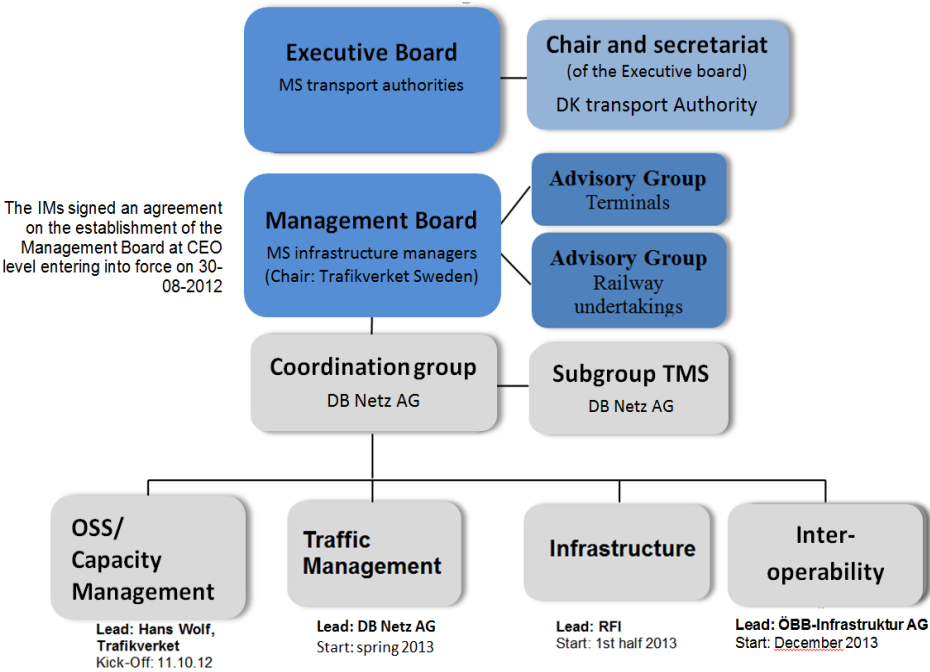 Executive Board
MS transport authorities
Chair and secretariat
(of the Executive board)
DK transport Authority
The IMs signed an agreement
on the establishment of the
Management Board at CEO
level entering into force on 30-
08-2012
Management Board
MS infrastructure managers
(Chair: Trafikverket Sweden)
Advisory Group
Terminals
Advisory Group
Railway
undertakings
Coordination group
DB Netz AG
Subgroup TMS
DB Netz AG
OSS/
Capacity
Management
Lead: Hans Wolf,
Trafikverket
Kick-Off: 11.10.12
Traffic
Management
Lead: DB Netz AG
Start: spring 2013
Infrastructure
Lead: RFI
Start: 1st half 2013
Inter-
operability
Lead: ÖBB-Infrastruktur AG
Start: December 2013